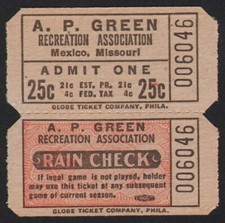 A. P. GREEN
RECREATION ASSOCIATION
Mexico, Missouri
ADMIT ONE
25c 21c EST. PR. 21c 25c
4c FED. TAX 4c
GLOBE TICKET COMPANY, PHILA.
006046
A. P. GREEN
RECREATION ASSOCIATION
RAIN CHECK
If legal game is not played, holder
may use this ticket at any subsequent
game of current season.
GLOBE TICKET COMPANY, PHILA.
006046